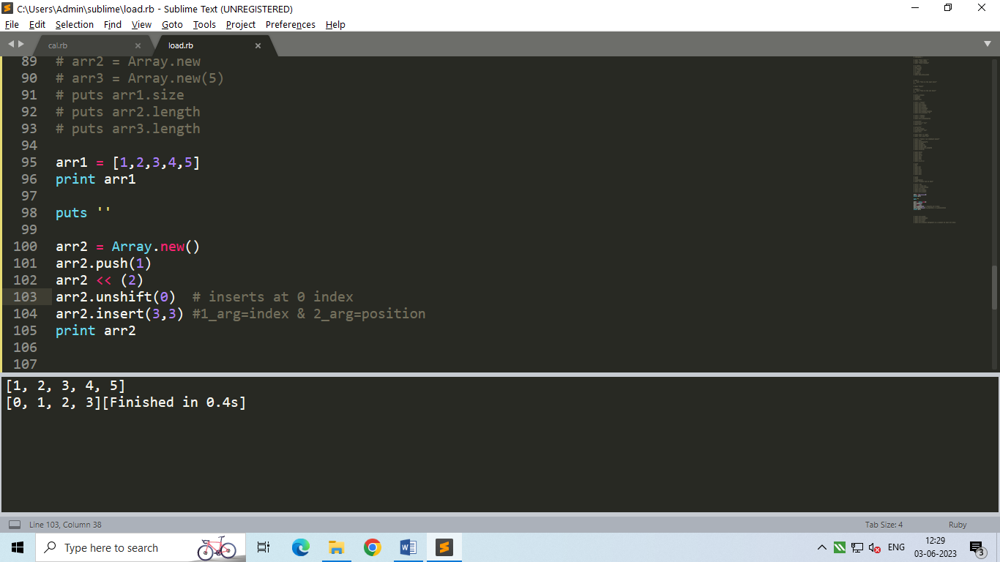 C:\Users\Admin\sublime\load.rb - Sublime Text (UNREGISTERED)
File Edit Selection Find View Goto Tools Project Preferences Help
cal.rb load.rb
89 # arr2 = Array.new
90 # arr3 = Array.new(5)
91 # puts arr1.size
92 # puts arr2.length
93 # puts arr3.length
94
95 arr1 = [1,2,3,4,5]
96 print arr1
97
98 puts ''
99
100 arr2 = Array.new()
101 arr2.push(1)
102 arr2 << (2)
103 arr2.unshift(0)  # inserts at 0 index
104 arr2.insert(3,3) #1_arg=index & 2_arg=position
105 print arr2
106
107
[1, 2, 3, 4, 5]
[0, 1, 2, 3][Finished in 0.4s]
Line 103, Column 38 Tab Size: 4 Ruby
Type here to search ENG 12:29
03-06-2023 3